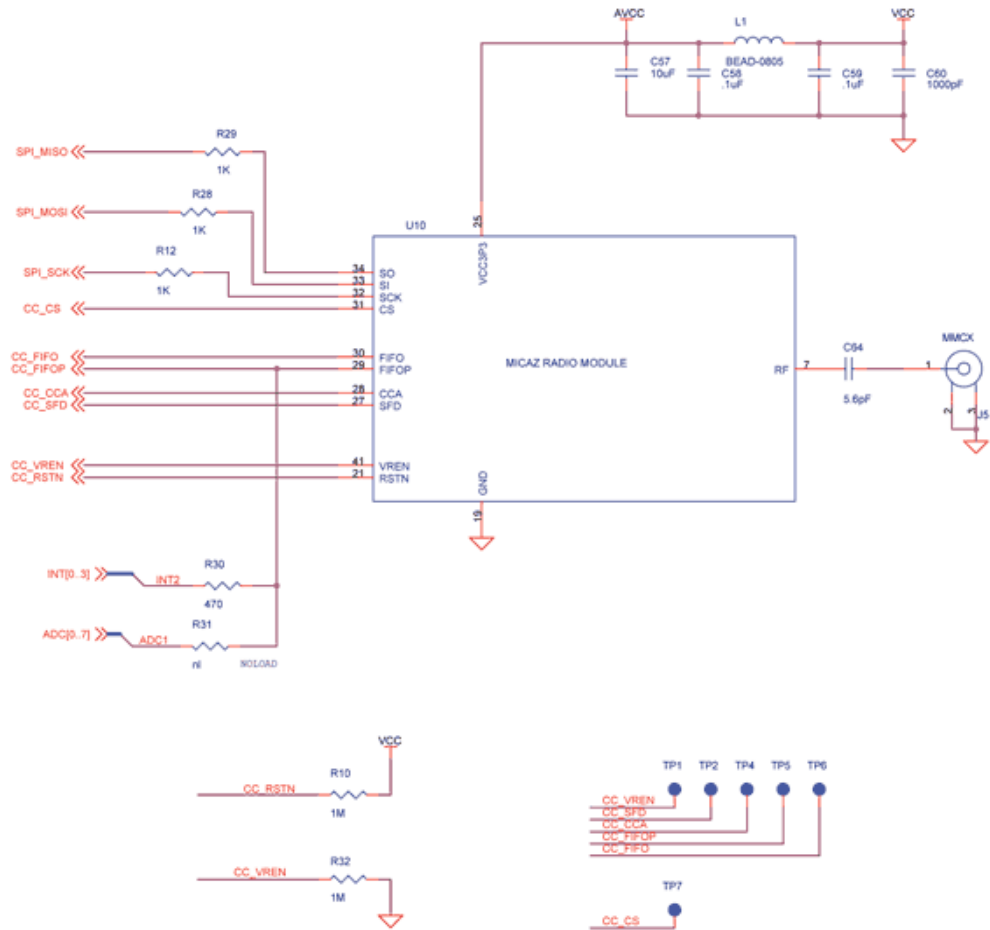 AVCC
L1
VCC
BEAD-0805
C57
10uF
C58
.1uF
C59
.1uF
C60
1000pF
R29
SPI_MISO
1K
R28
SPI_MOSI
1K
R12
SPI_SCK
1K
CC_CS
U10
25
VCC3P3
34 SO
33 SI
32 SCK
31 CS
CC_FIFO 30 FIFO
CC_FIFOP 29 FIFOP
CC_CCA 28 CCA
CC_SFD 27 SFD
MICAZ RADIO MODULE
RF 7
C64
5.6pF
MMCX
1
2
3
J5
CC_VREN 41 VREN
CC_RSTN 21 RSTN
GND
19
INT[0..3]
INT2
R30
470
ADC[0..7]
ADC1
R31
nl
NOLOAD
VCC
R10
CC_RSTN
1M
R32
CC_VREN
1M
TP1 TP2 TP4 TP5 TP6
CC_VREN
CC_SFD
CC_CCA
CC_FIFOP
CC_FIFO
TP7
CC_CS